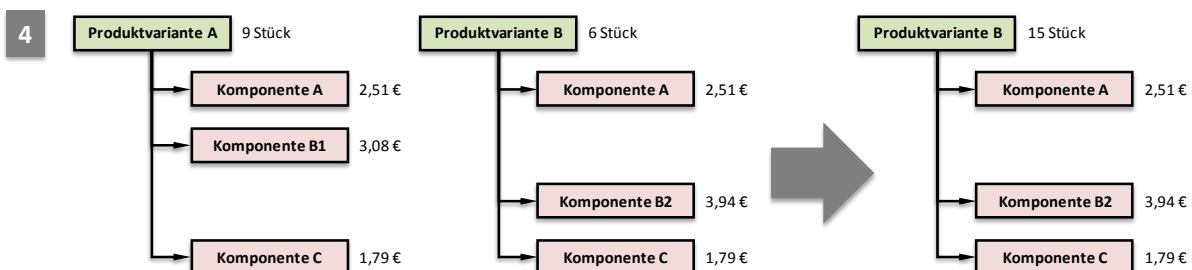 4
Produktvariante A 9 Stück
Komponente A 2,51 €
Komponente B1 3,08 €
Komponente C 1,79 €
Produktvariante B 6 Stück
Komponente A 2,51 €
Komponente B2 3,94 €
Komponente C 1,79 €
Produktvariante B 15 Stück
Komponente A 2,51 €
Komponente B2 3,94 €
Komponente C 1,79 €